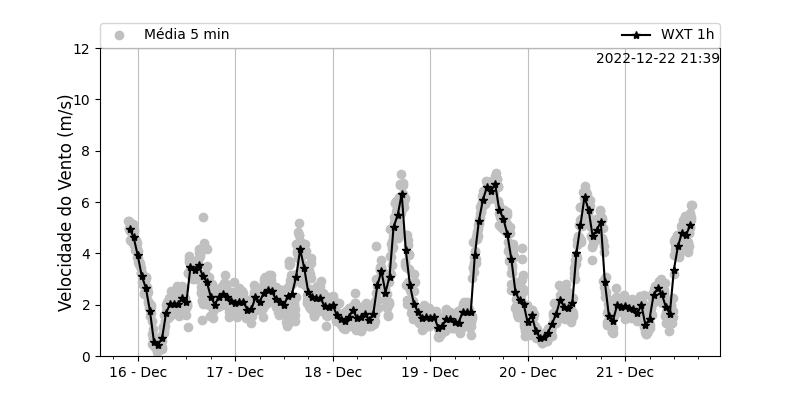 Média 5 min
WXT 1h
2022-12-22 21:39
Velocidade do Vento (m/s)
12
10
8
6
4
2
0
16 - Dec
17 - Dec
18 - Dec
19 - Dec
20 - Dec
21 - Dec